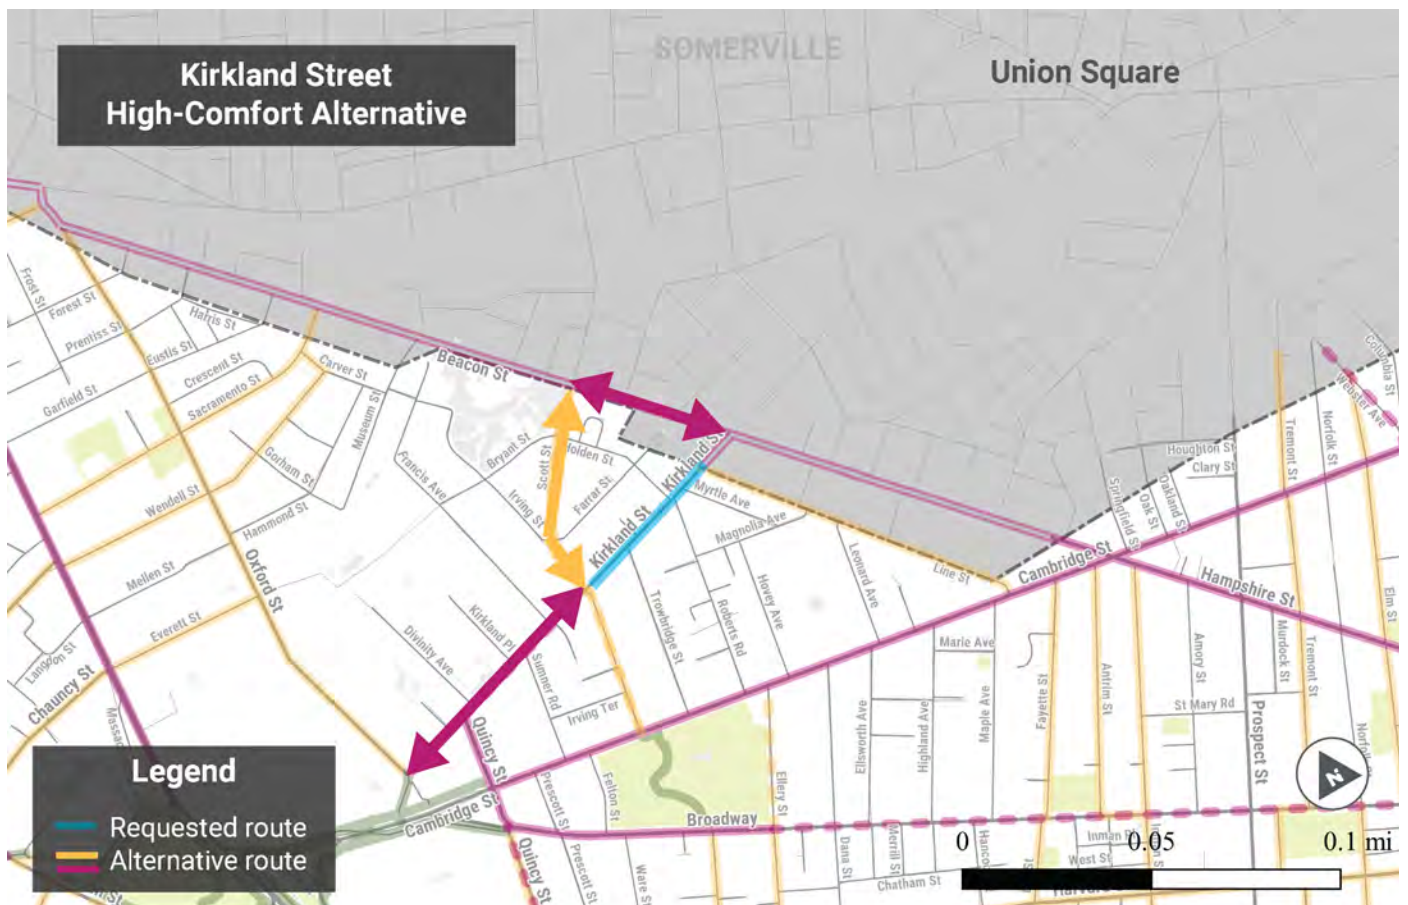 SOMERVILLE
Union Square
Kirkland Street
High-Comfort Alternative
Frost St
Forest St
Prentiss St
Harris St
Eustis St
Crescent St
Garfield St
Sacramento St
Carver St
Museum St
Beacon St
Gorham St
Wendell St
Hammond St
Francis Ave
Bryant St
Scott St
Holden St
Irving St
Farrar St
Kirkland St
Kirkland St
Myrtle Ave
Magnolia Ave
Mellen St
Oxford St
Everett St
Langdon St
Chauncy St
Divinity Ave
Kirkland Pl
Sumner Rd
Irving Ter
Trowbridge St
Roberts Rd
Hovey Ave
Leonard Ave
Line St
Cambridge St
Hampshire St
Houghton St
Clary St
Springfield St
Oak St
Oakland St
Tremont St
Norfolk St
Webster Ave
Columbia St
Elm St
Marie Ave
Ellsworth Ave
Highland Ave
Maple Ave
Fayette St
Antrim St
Amory St
St Mary Rd
Murdock St
Tremont St
Prospect St
Norfolk St
Quincy St
Cambridge St
Prescott St
Felton St
Ellery St
Broadway
Quincy St
Prescott St
Ware St
Dana St
Merrill St
Chatham St
West St
N
0 0.05 0.1 mi
Legend
Requested route
Alternative route